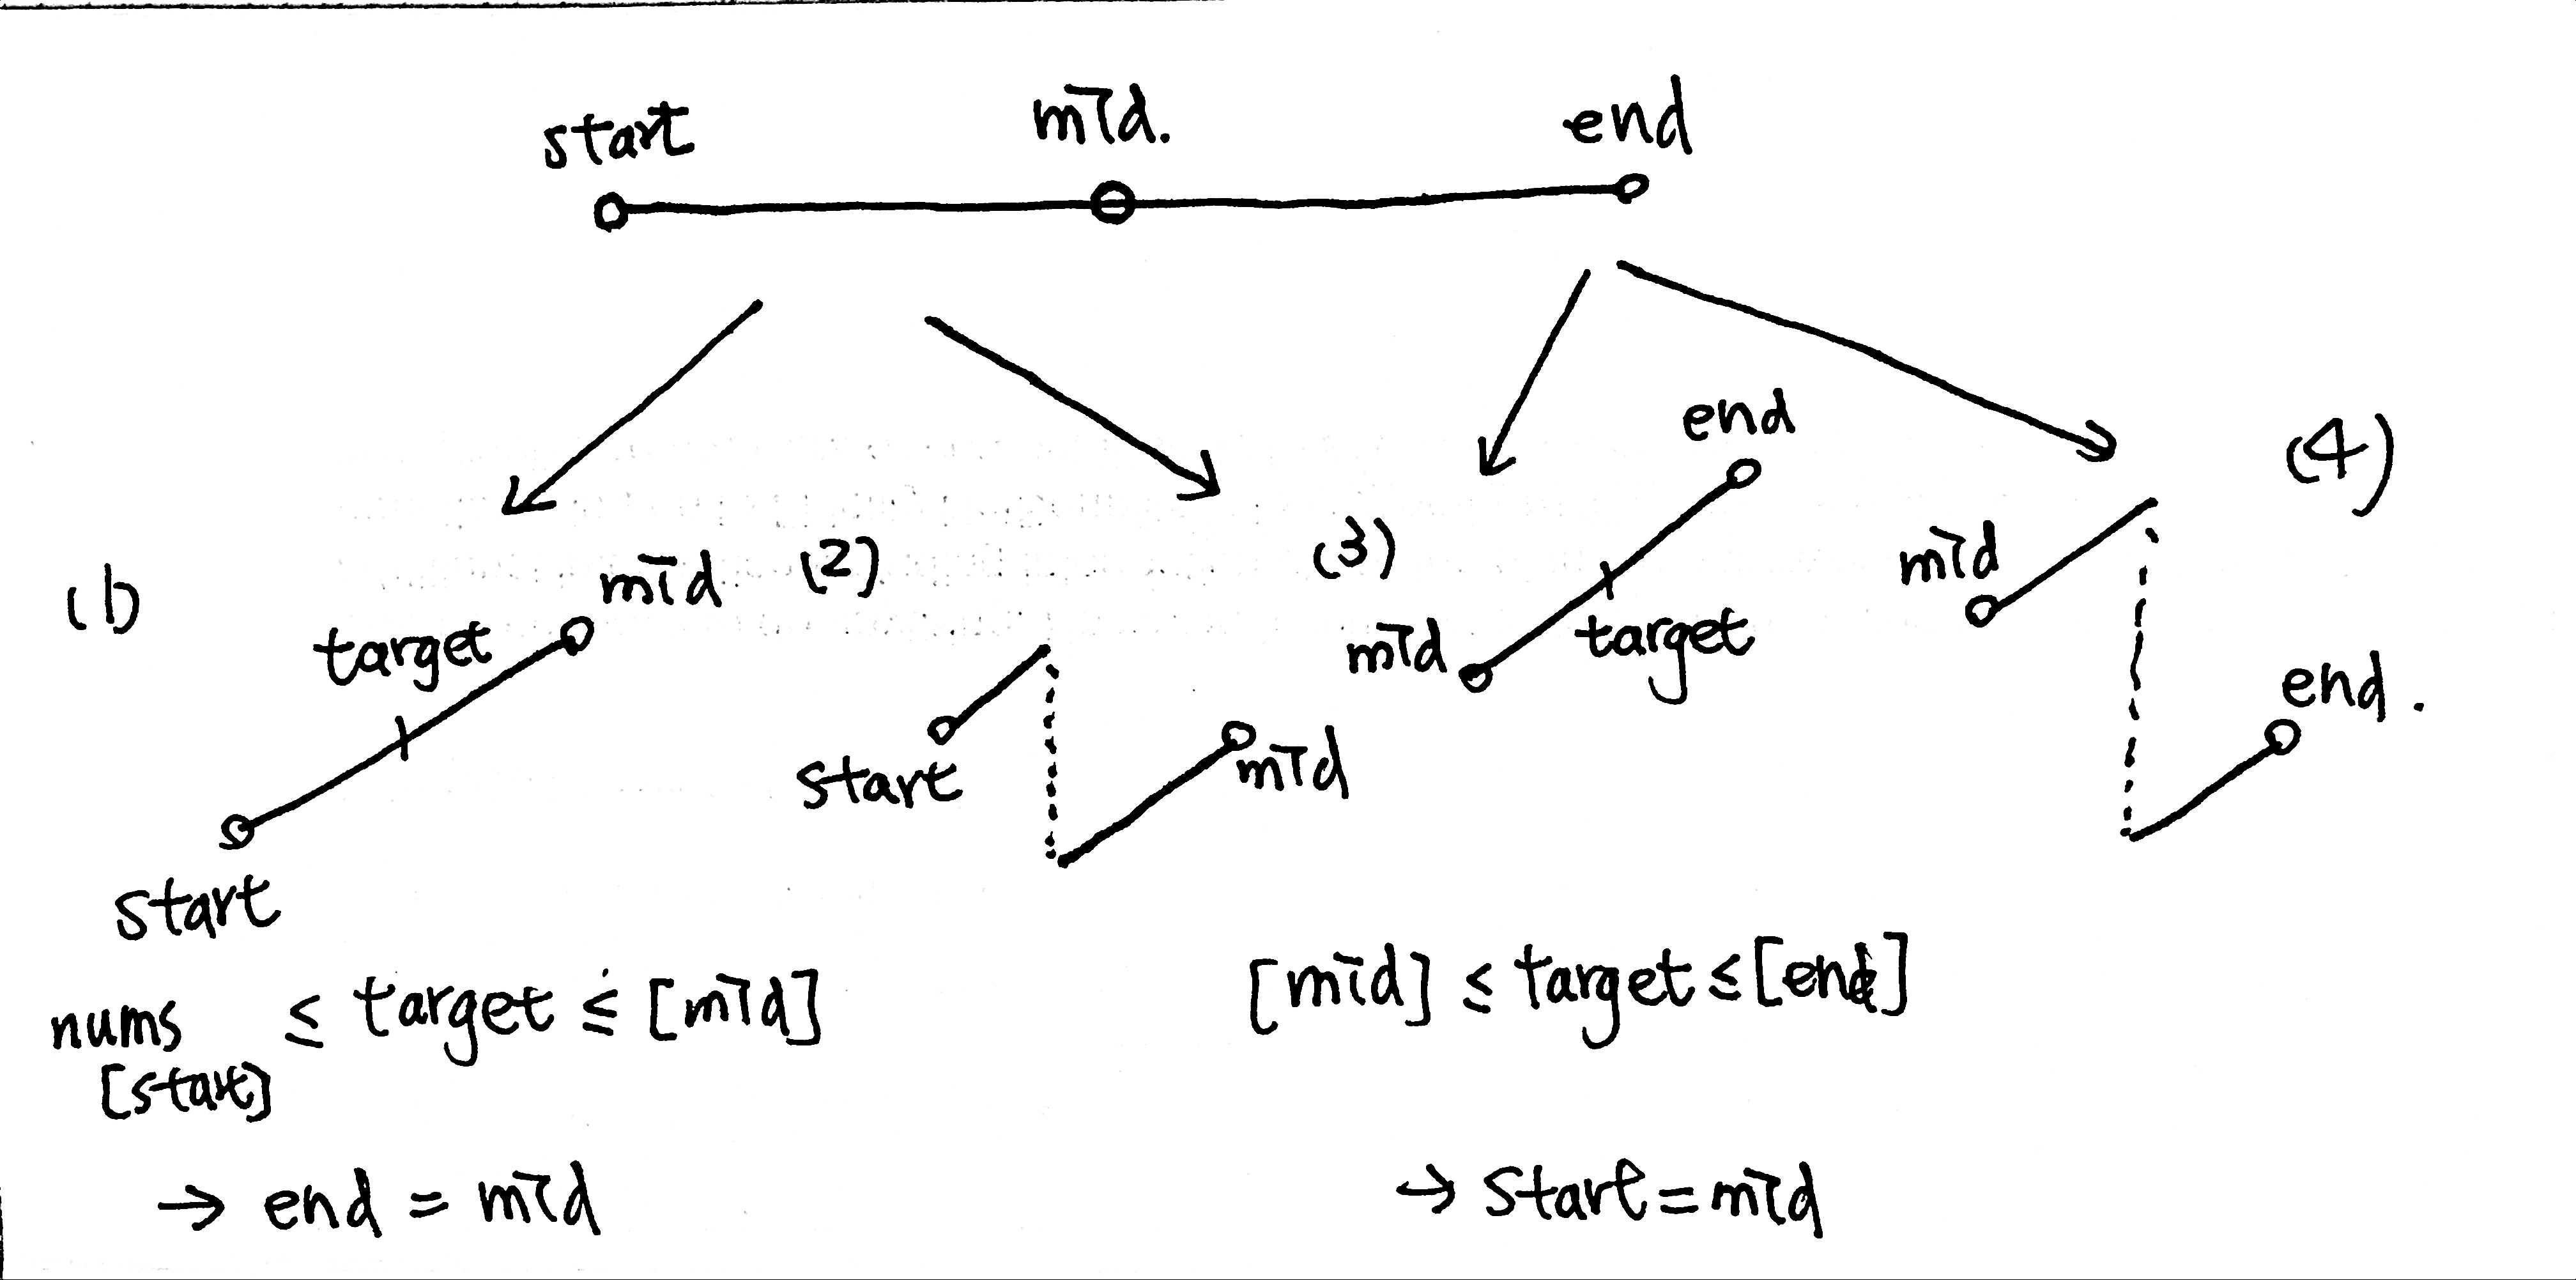 start mid. end
(1) target mid (2) (3) end (4)
mid target mid
start mid end.
start
nums [start] ≤ target ≤ [mid]
[mid] ≤ target ≤ [end]
→ end = mid
→ start = mid